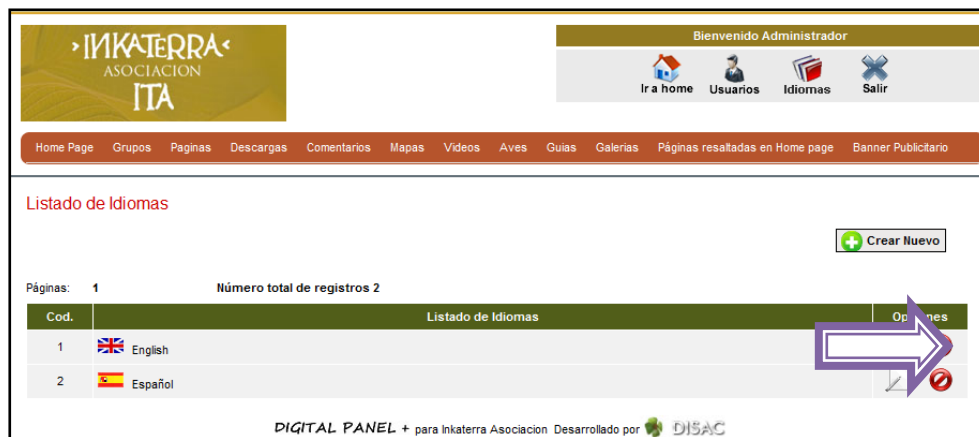 INKATERRA
ASOCIACION
ITA
Bienvenido Administrador
Ir a home Usuarios Idiomas Salir
Home Page Grupos Paginas Descargas Comentarios Mapas Videos Aves Guias Galerias Páginas resaltadas en Home page Banner Publicitario
Listado de Idiomas
Crear Nuevo
Páginas: 1 Número total de registros 2
Cod. Listado de Idiomas
1 English
2 Español
DIGITAL PANEL + para Inkaterra Asociacion Desarrollado por DISAC